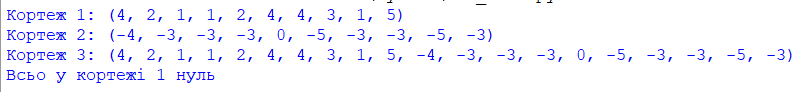 Кортеж 1: (4, 2, 1, 1, 2, 4, 4, 3, 1, 5)
Кортеж 2: (-4, -3, -3, -3, 0, -5, -3, -3, -5, -3)
Кортеж 3: (4, 2, 1, 1, 2, 4, 4, 3, 1, 5, -4, -3, -3, -3, 0, -5, -3, -3, -5, -3)
Всьо у кортежі 1 нуль